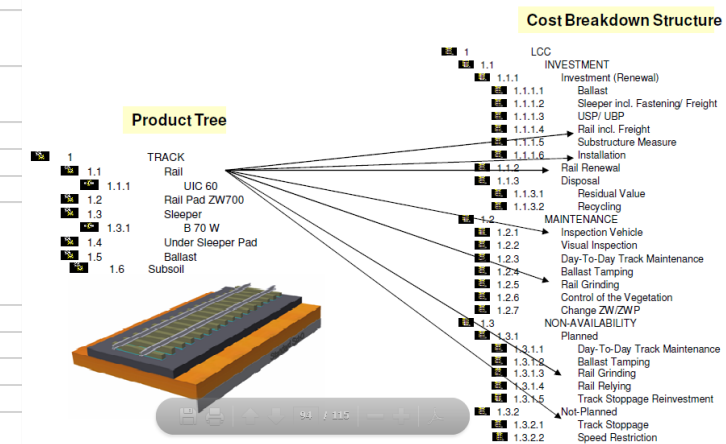 Cost Breakdown Structure
1 LCC
1.1 INVESTMENT
1.1.1 Investment (Renewal)
1.1.1.1 Ballast
1.1.1.2 Sleeper incl. Fastening/ Freight
1.1.1.3 USP/ UBP
1.1.1.4 Rail incl. Freight
1.1.1.5 Substructure Measure
1.1.1.6 Installation
1.1.2 Rail Renewal
1.1.3 Disposal
1.1.3.1 Residual Value
1.1.3.2 Recycling
1.2 MAINTENANCE
1.2.1 Inspection Vehicle
1.2.2 Visual Inspection
1.2.3 Day-To-Day Track Maintenance
1.2.4 Ballast Tamping
1.2.5 Rail Grinding
1.2.6 Control of the Vegetation
1.2.7 Change ZW/ZWP
1.3 NON-AVAILABILITY
1.3.1 Planned
1.3.1.1 Day-To-Day Track Maintenance
1.3.1.2 Ballast Tamping
1.3.1.3 Rail Grinding
1.3.1.4 Rail Relying
1.3.1.5 Track Stoppage Reinvestment
1.3.2 Not-Planned
1.3.2.1 Track Stoppage
1.3.2.2 Speed Restriction
Product Tree
1 TRACK
1.1 Rail
1.1.1 UIC 60
1.2 Rail Pad ZW700
1.3 Sleeper
1.3.1 B 70 W
1.4 Under Sleeper Pad
1.5 Ballast
1.6 Subsoil
94 / 115